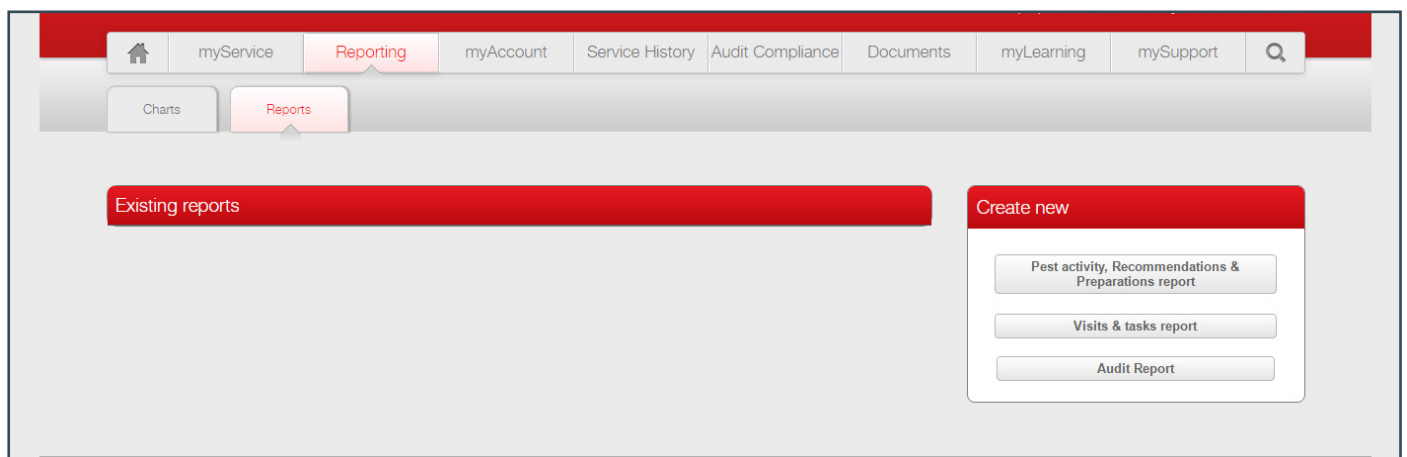 myService
Reporting
myAccount
Service History
Audit Compliance
Documents
myLearning
mySupport
Charts
Reports
Existing reports
Create new
Pest activity, Recommendations &
Preparations report
Visits & tasks report
Audit Report